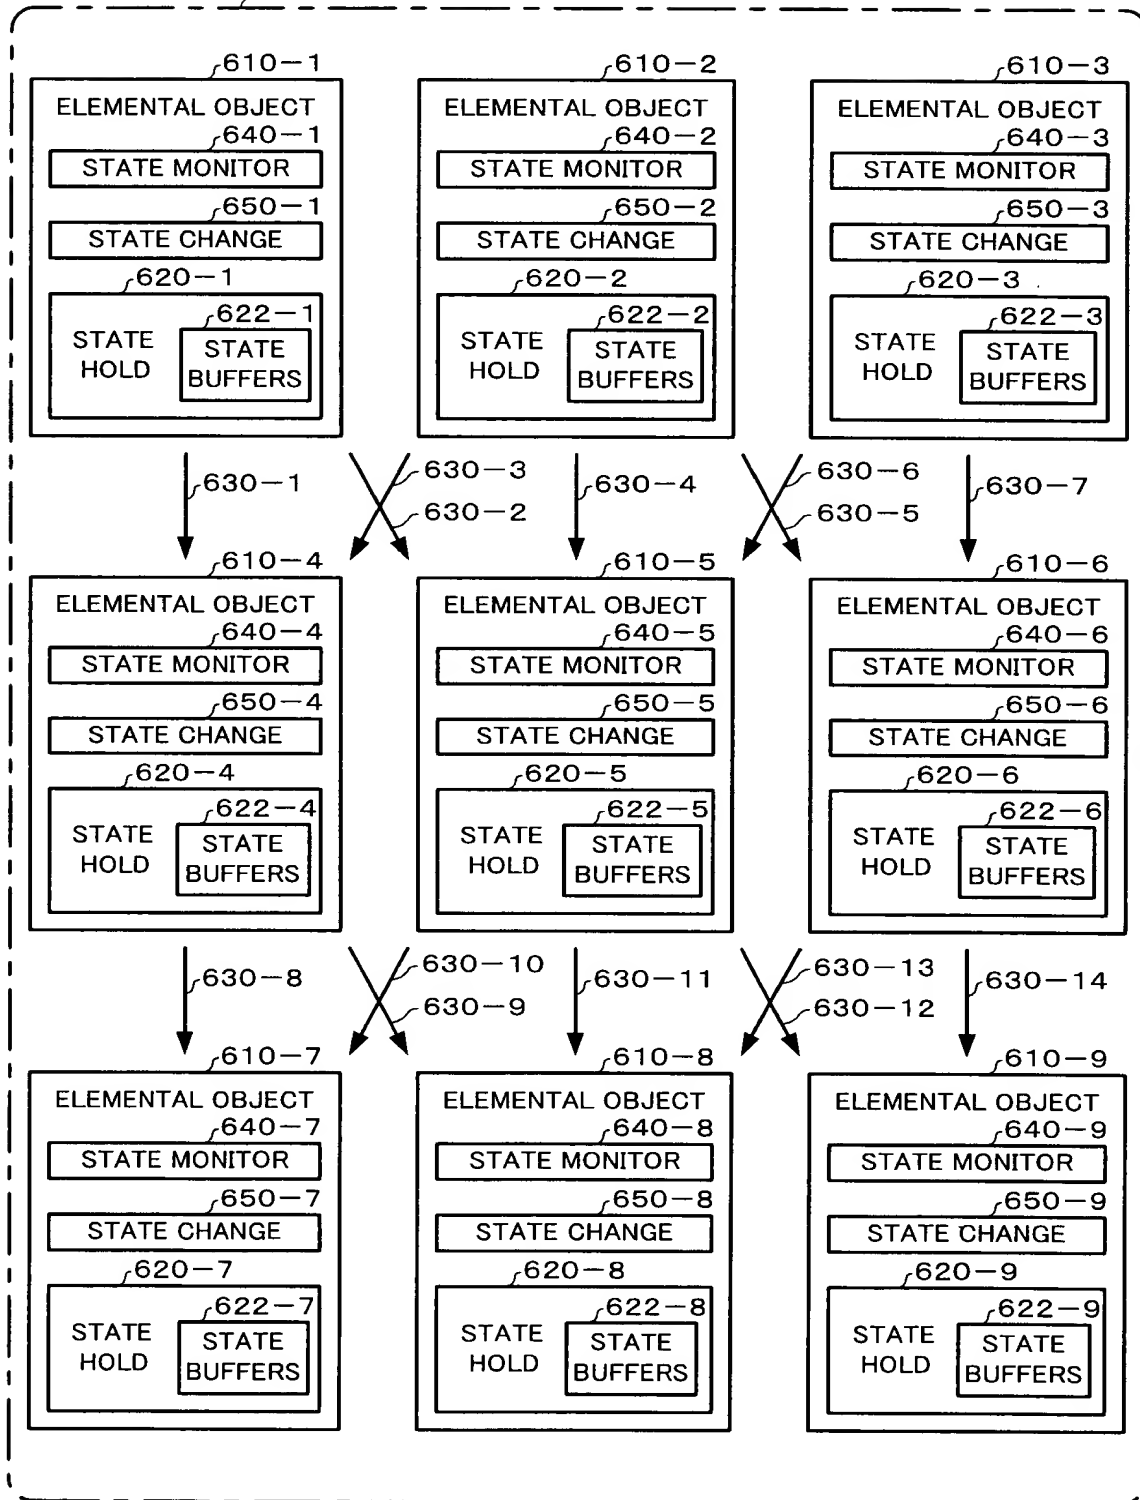 610-1 610-2 610-3
ELEMENTAL OBJECT ELEMENTAL OBJECT ELEMENTAL OBJECT
640-1 640-2 640-3
STATE MONITOR STATE MONITOR STATE MONITOR
650-1 650-2 650-3
STATE CHANGE STATE CHANGE STATE CHANGE
620-1 620-2 620-3
622-1 622-2 622-3
STATE HOLD STATE BUFFERS STATE HOLD STATE BUFFERS STATE HOLD STATE BUFFERS
630-1 630-3 630-4 630-6 630-7
630-2 630-5
610-4 610-5 610-6
ELEMENTAL OBJECT ELEMENTAL OBJECT ELEMENTAL OBJECT
640-4 640-5 640-6
STATE MONITOR STATE MONITOR STATE MONITOR
650-4 650-5 650-6
STATE CHANGE STATE CHANGE STATE CHANGE
620-4 620-5 620-6
622-4 622-5 622-6
STATE HOLD STATE BUFFERS STATE HOLD STATE BUFFERS STATE HOLD STATE BUFFERS
630-8 630-10 630-11 630-13 630-14
630-9 630-12
610-7 610-8 610-9
ELEMENTAL OBJECT ELEMENTAL OBJECT ELEMENTAL OBJECT
640-7 640-8 640-9
STATE MONITOR STATE MONITOR STATE MONITOR
650-7 650-8 650-9
STATE CHANGE STATE CHANGE STATE CHANGE
620-7 620-8 620-9
622-7 622-8 622-9
STATE HOLD STATE BUFFERS STATE HOLD STATE BUFFERS STATE HOLD STATE BUFFERS